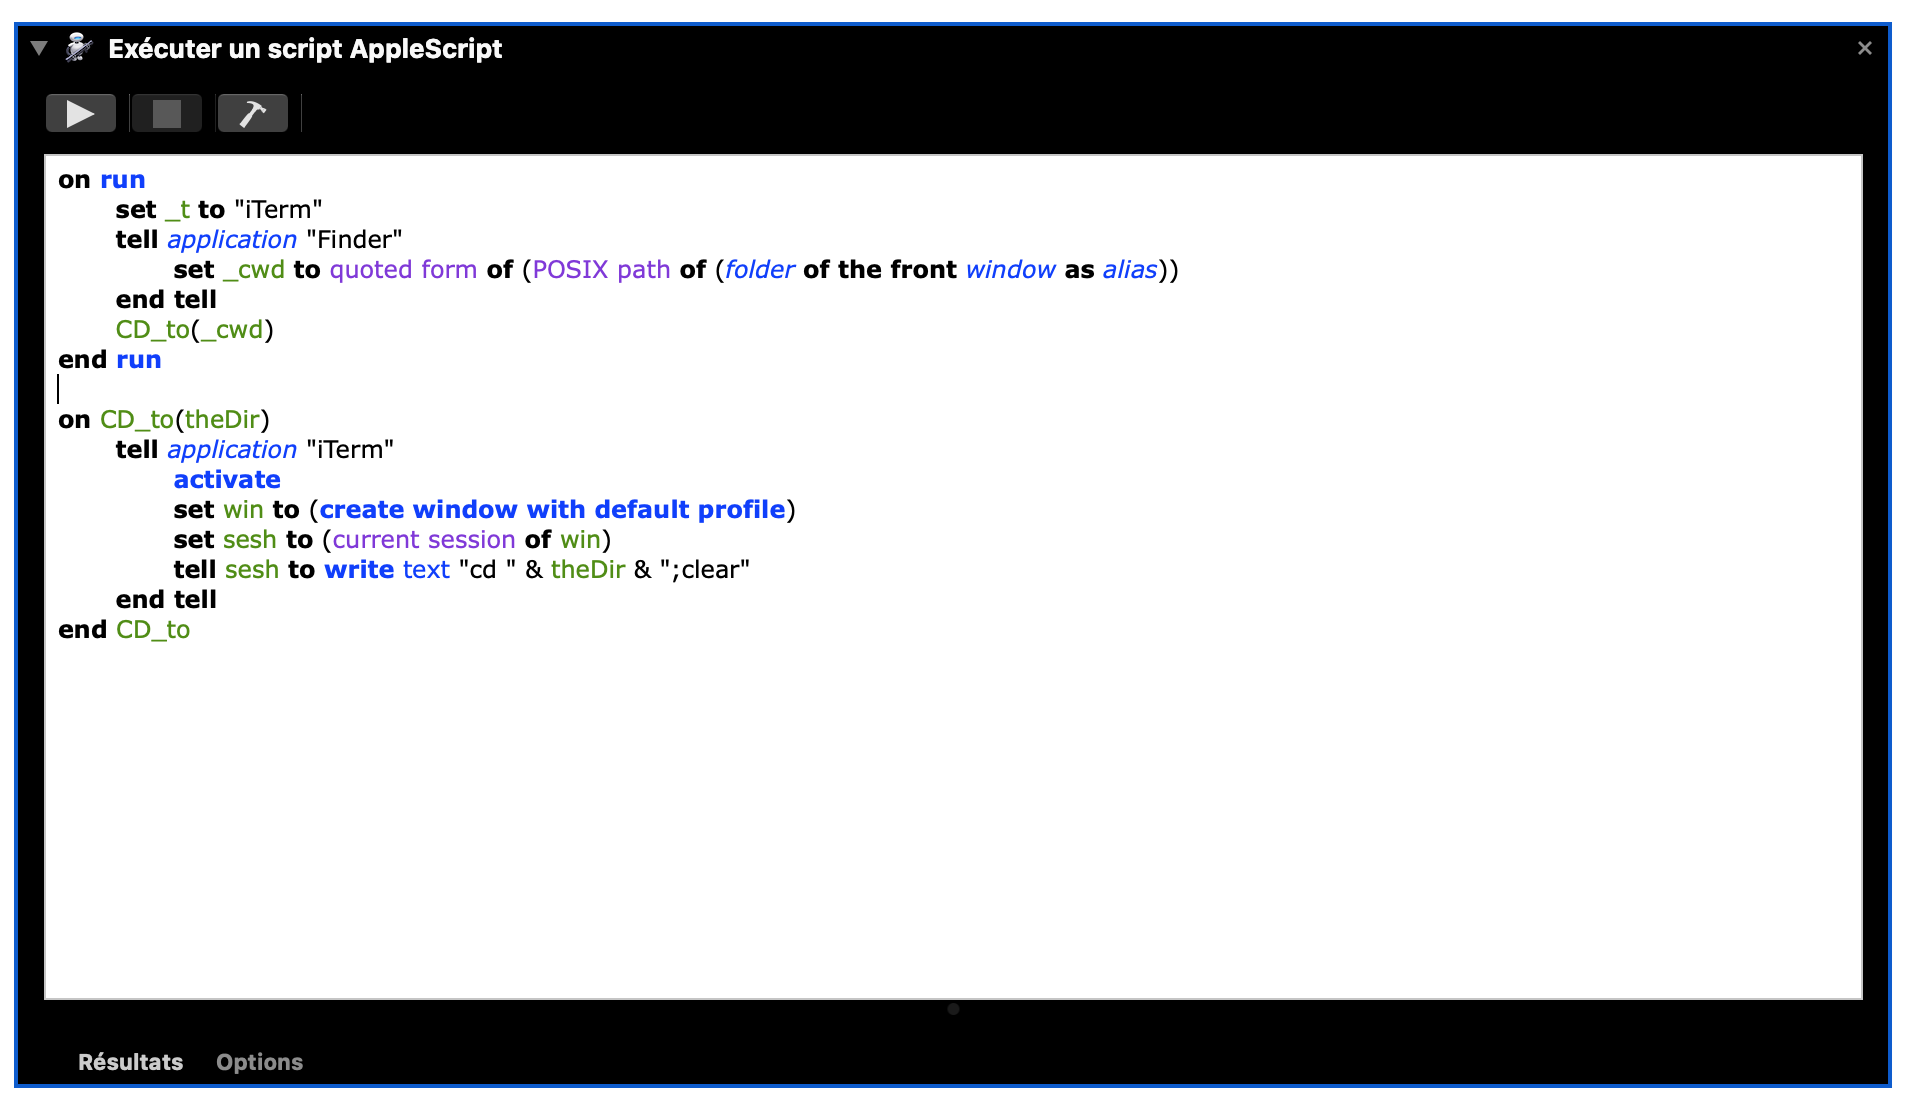 Exécuter un script AppleScript
on run
set _t to "iTerm"
tell application "Finder"
set _cwd to quoted form of (POSIX path of (folder of the front window as alias))
end tell
CD_to(_cwd)
end run
on CD_to(theDir)
tell application "iTerm"
activate
set win to (create window with default profile)
set sesh to (current session of win)
tell sesh to write text "cd " & theDir & ";clear"
end tell
end CD_to
Résultats Options